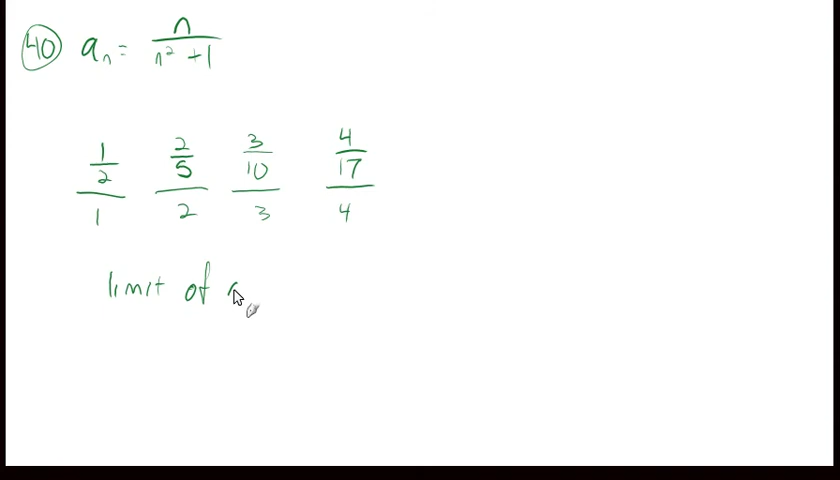 40 aₙ = n/(n² + 1)
1/2 2/5 3/10 4/17
1 2 3 4
limit of